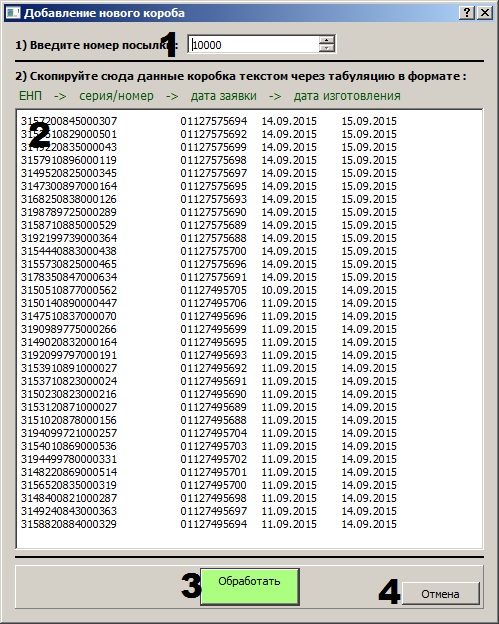 Добавление нового короба
1) Введите номер посылки: 1 10000
2) Скопируйте сюда данные коробка текстом через табуляцию в формате :
ЕНП -> серия/номер -> дата заявки -> дата изготовления
2
3157200845000307 01127575694 14.09.2015 15.09.2015
01127575692 14.09.2015 15.09.2015
3149220835000043 01127575699 14.09.2015 15.09.2015
3157910896000119 01127575698 14.09.2015 15.09.2015
3149520825000345 01127575697 14.09.2015 15.09.2015
3147300897000164 01127575695 14.09.2015 15.09.2015
3168250838000126 01127575693 14.09.2015 15.09.2015
3198789725000289 01127575690 14.09.2015 15.09.2015
3158710885000529 01127575689 14.09.2015 15.09.2015
3192199739000364 01127575688 14.09.2015 15.09.2015
3154440883000438 01127575700 14.09.2015 15.09.2015
3155730825000465 01127575696 14.09.2015 15.09.2015
3178350847000634 01127575691 14.09.2015 15.09.2015
3150510877000562 01127495705 10.09.2015 14.09.2015
3150140890000447 01127495706 11.09.2015 14.09.2015
3147510837000070 01127495696 11.09.2015 14.09.2015
3190989775000266 01127495699 11.09.2015 14.09.2015
3149020832000164 01127495695 11.09.2015 14.09.2015
3192099797000191 01127495693 11.09.2015 14.09.2015
3153910891000027 01127495692 11.09.2015 14.09.2015
3153710823000024 01127495691 11.09.2015 14.09.2015
3150230823000216 01127495690 11.09.2015 14.09.2015
3153120871000027 01127495689 11.09.2015 14.09.2015
3151020878000156 01127495688 11.09.2015 14.09.2015
3194099721000257 01127495704 11.09.2015 14.09.2015
3154010869000536 01127495703 11.09.2015 14.09.2015
3194499780000331 01127495702 11.09.2015 14.09.2015
3148220869000514 01127495701 11.09.2015 14.09.2015
3156520835000319 01127495700 11.09.2015 14.09.2015
3148400821000287 01127495698 11.09.2015 14.09.2015
3149240843000363 01127495697 11.09.2015 14.09.2015
3158820884000329 01127495694 11.09.2015 14.09.2015
3 Обработать
4 Отмена